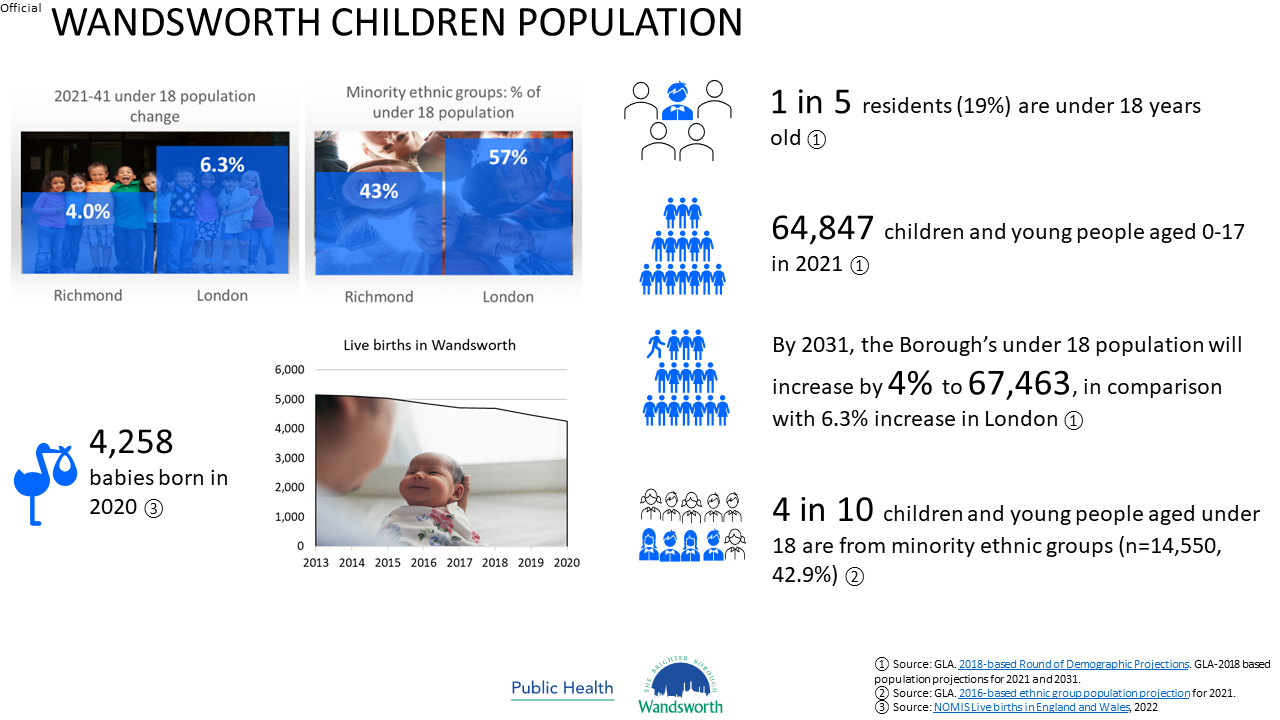 Official
WANDSWORTH CHILDREN POPULATION
2021-41 under 18 population
change
6.3%
4.0%
Richmond
London
Minority ethnic groups: % of
under 18 population
57%
43%
Richmond
London
1 in 5 residents (19%) are under 18 years
old ①
64,847 children and young people aged 0-17
in 2021 ①
By 2031, the Borough's under 18 population will
increase by 4% to 67,463, in comparison
with 6.3% increase in London ①
4 in 10 children and young people aged under
18 are from minority ethnic groups (n=14,550,
42.9%) ②
4,258
babies born in
2020 ③
Live births in Wandsworth
6,000
5,000
4,000
3,000
2,000
1,000
0
2013 2014 2015 2016 2017 2018 2019 2020
Public Health
THE BRIGHTER BOROUGH
Wandsworth
① Source: GLA. 2018-based Round of Demographic Projections. GLA-2018 based
population projections for 2021 and 2031.
② Source: GLA. 2016-based ethnic group population projection for 2021.
③ Source: NOMIS Live births in England and Wales, 2022